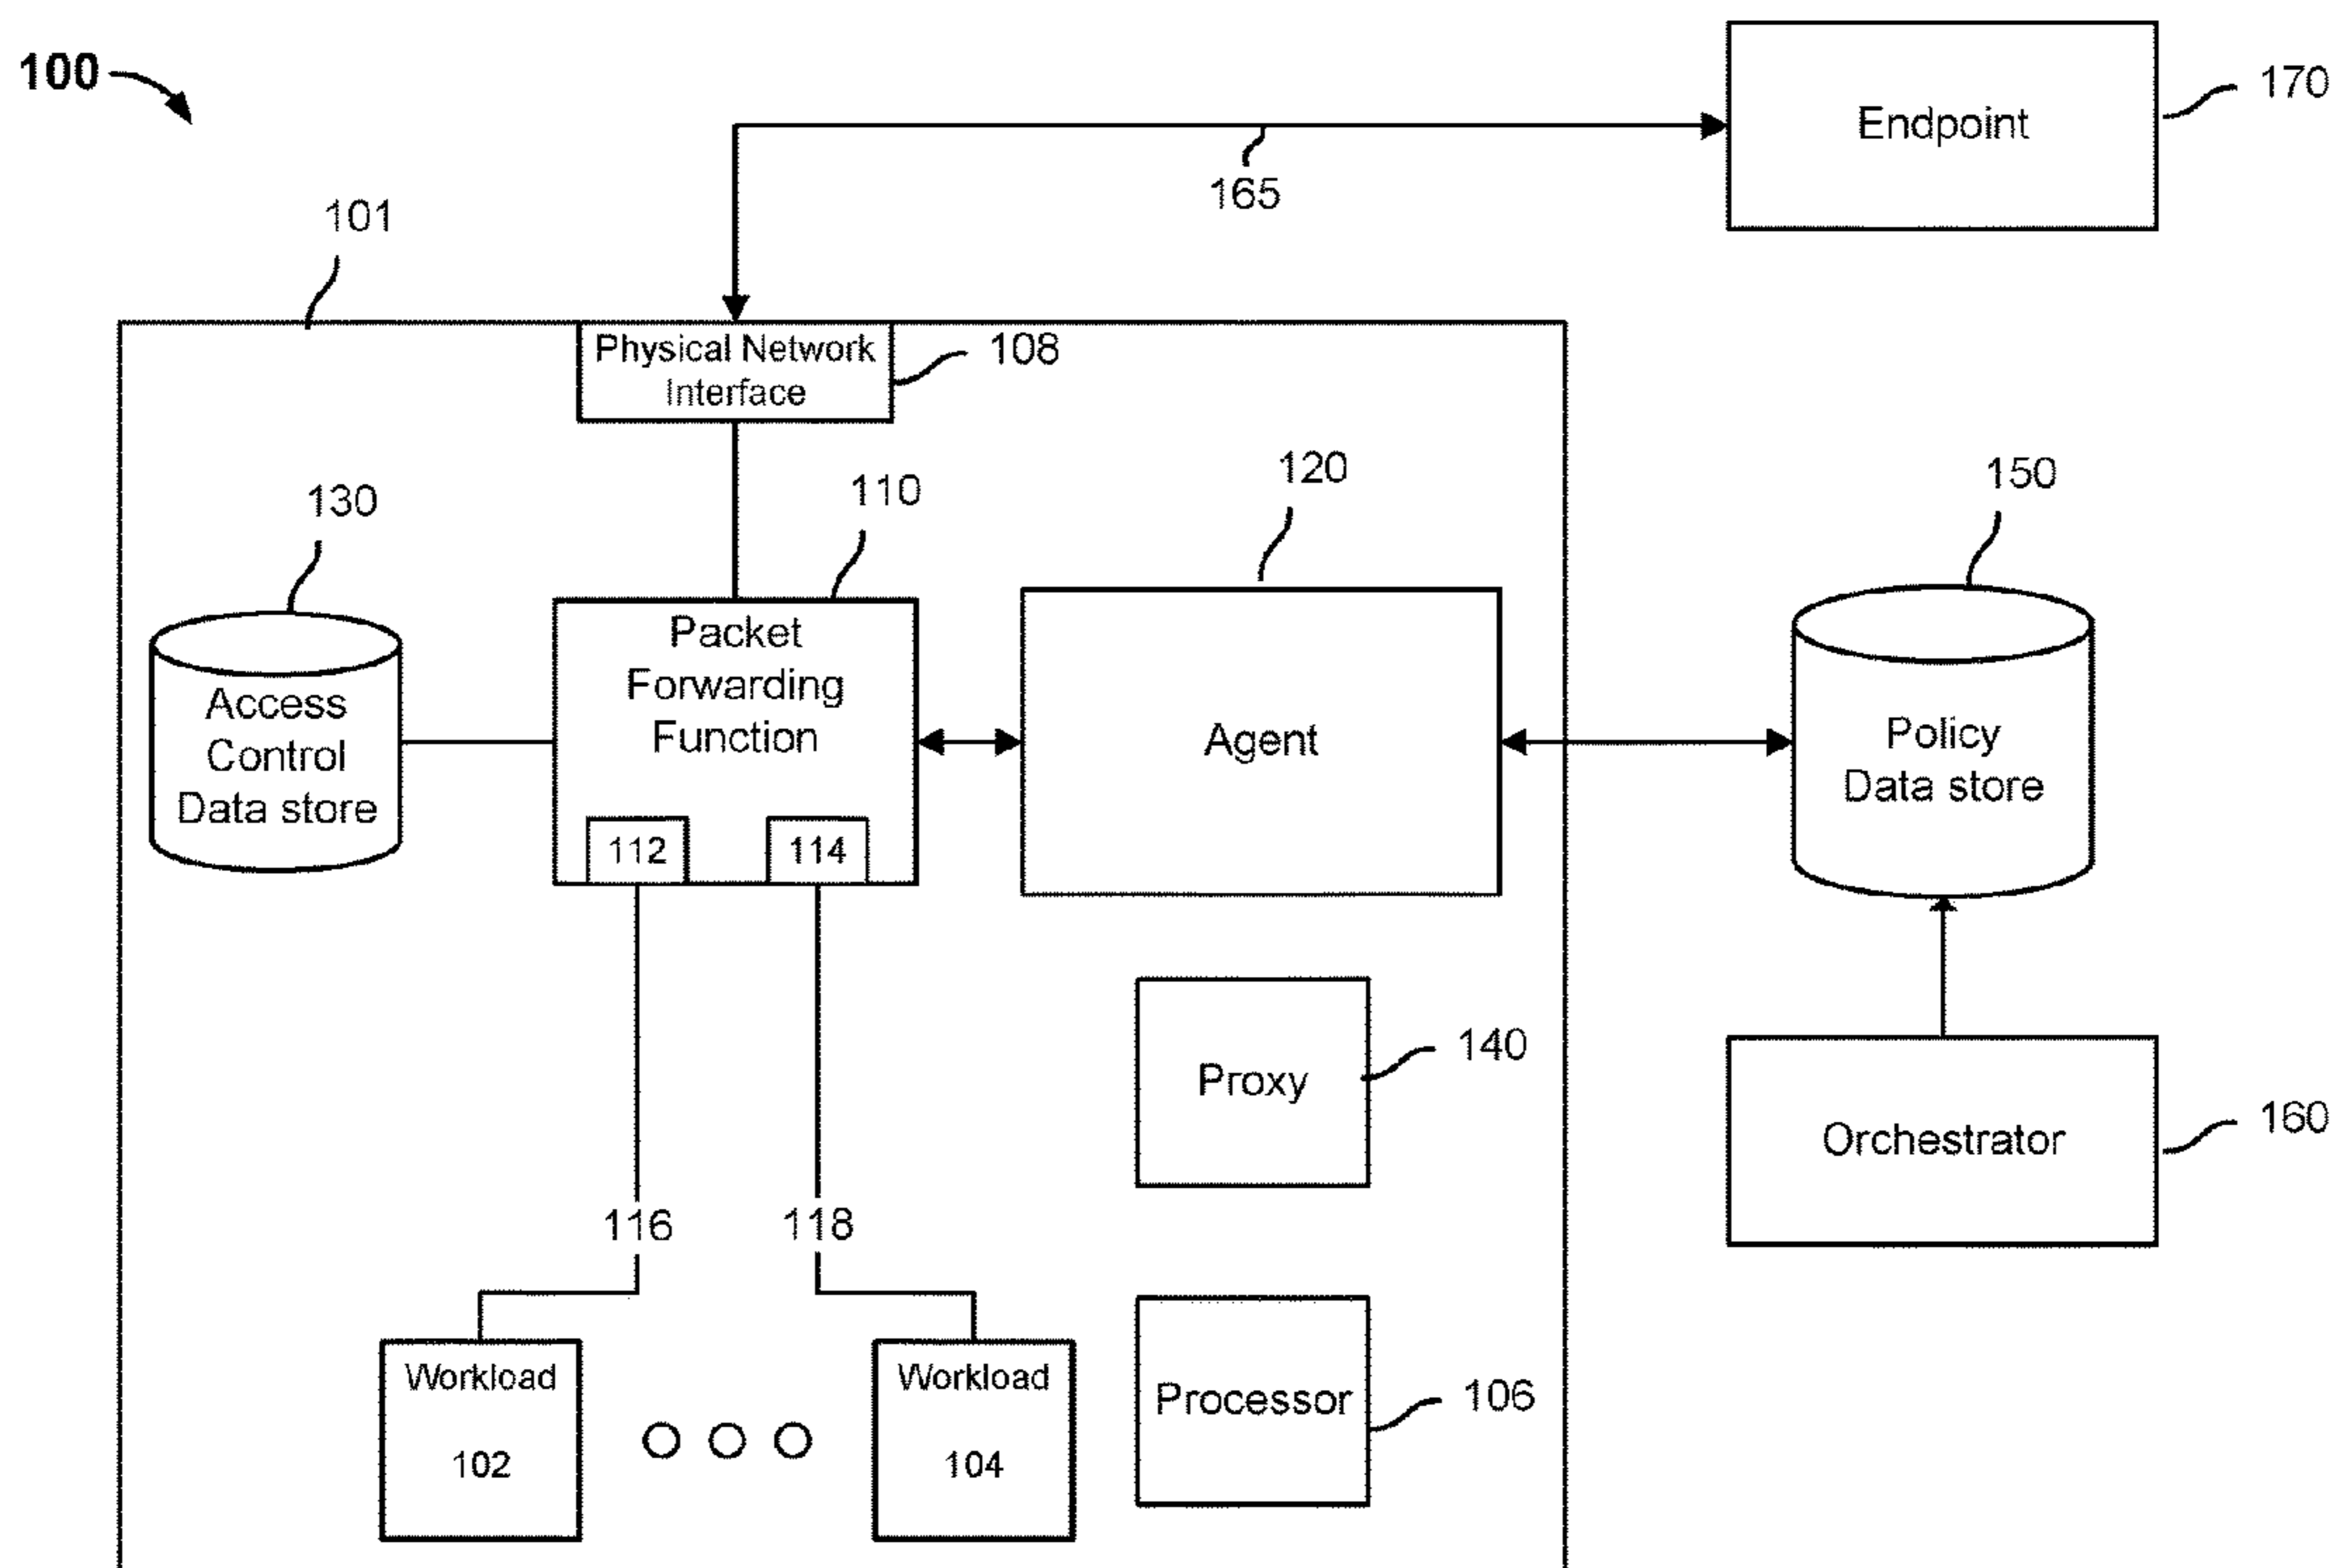 100
Endpoint
170
165
101
Physical Network
Interface
108
130
110
120
150
Access
Control
Data store
Packet
Forwarding
Function
112
114
Agent
Policy
Data store
Proxy
140
Orchestrator
160
116
118
Workload
102
Workload
104
Processor
106